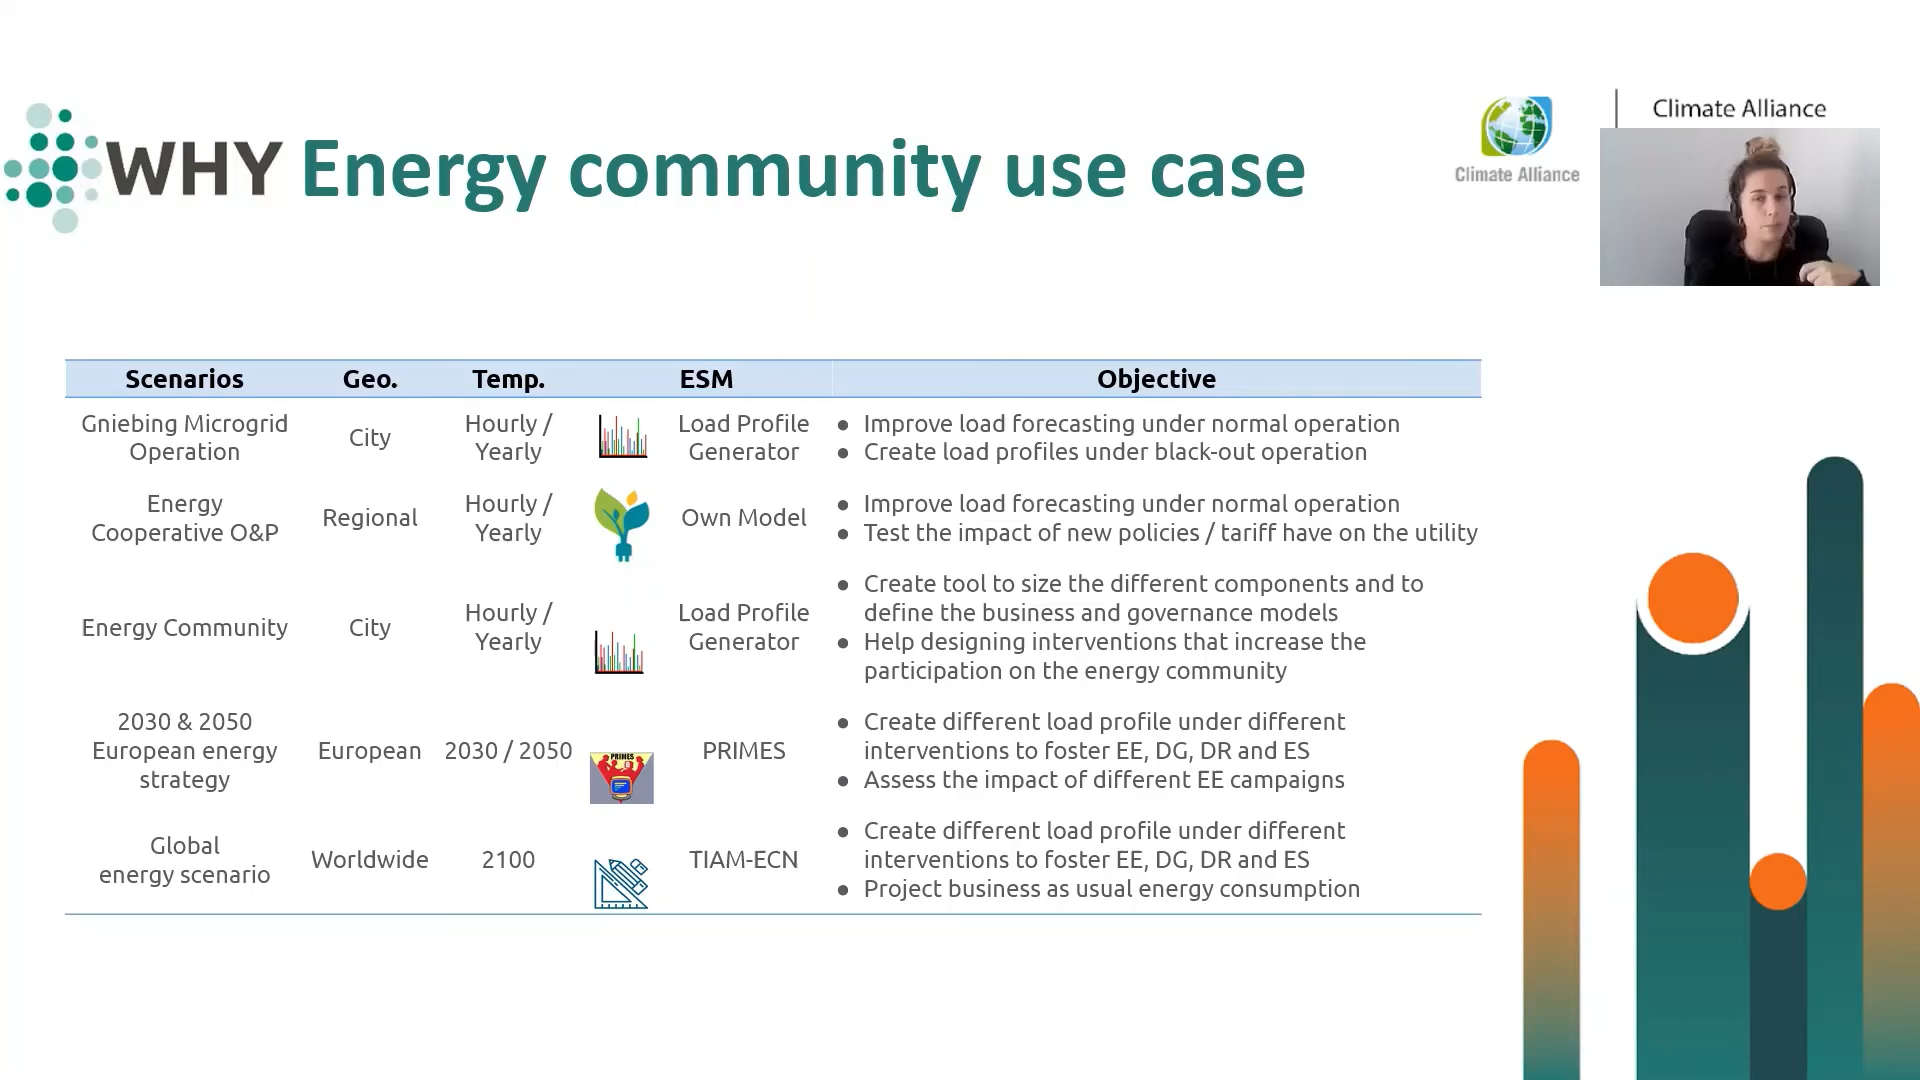 WHY Energy community use case
Climate Alliance
Climate Alliance
Scenarios Geo. Temp. ESM Objective
Gniebing Microgrid
Operation
City
Hourly /
Yearly
Load Profile
Generator
● Improve load forecasting under normal operation
● Create load profiles under black-out operation
Energy
Cooperative O&P
Regional
Hourly /
Yearly
Own Model
● Improve load forecasting under normal operation
● Test the impact of new policies / tariff have on the utility
Energy Community
City
Hourly /
Yearly
Load Profile
Generator
● Create tool to size the different components and to
define the business and governance models
● Help designing interventions that increase the
participation on the energy community
2030 & 2050
European energy
strategy
European
2030 / 2050
PRIMES
PRIMES
● Create different load profile under different
interventions to foster EE, DG, DR and ES
● Assess the impact of different EE campaigns
Global
energy scenario
Worldwide
2100
TIAM-ECN
● Create different load profile under different
interventions to foster EE, DG, DR and ES
● Project business as usual energy consumption